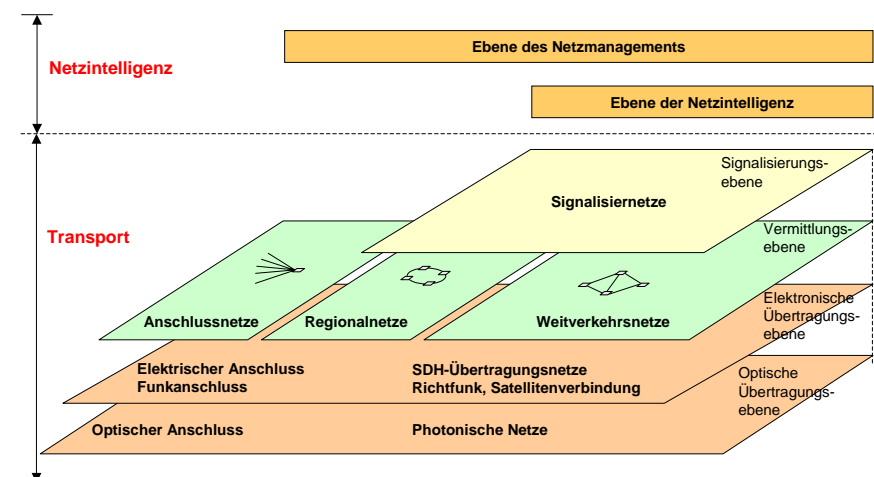 Ebene des Netzmanagements
Netzintelligenz
Ebene der Netzintelligenz
Signalisierungs-
ebene
Signalisiernetze
Transport
Vermittlungs-
ebene
Anschlussnetze
Regionalnetze
Weitverkehrsnetze
Elektronische
Übertragungs-
ebene
Elektrischer Anschluss
Funkanschluss
SDH-Übertragungsnetze
Richtfunk, Satellitenverbindung
Optische
Übertragungs-
ebene
Optischer Anschluss
Photonische Netze